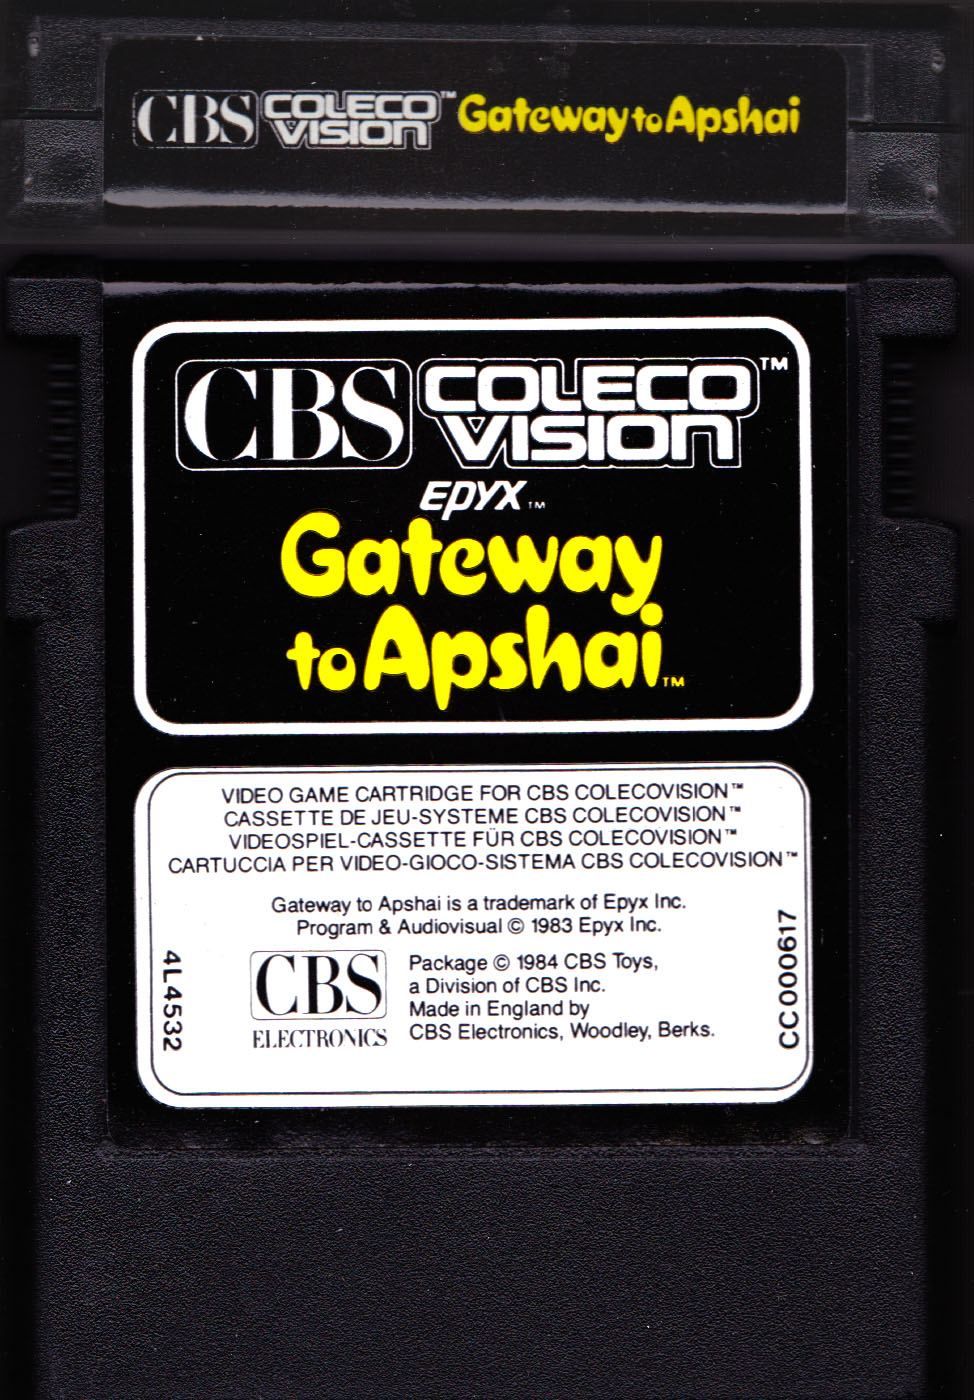 CBS COLECO VISION™ Gateway to Apshai
CBS COLECO VISION™
EPYX™
Gateway
to Apshai™
VIDEO GAME CARTRIDGE FOR CBS COLECOVISION™
CASSETTE DE JEU-SYSTEME CBS COLECOVISION™
VIDEOSPIEL-CASSETTE FÜR CBS COLECOVISION™
CARTUCCIA PER VIDEO-GIOCO-SISTEMA CBS COLECOVISION™
Gateway to Apshai is a trademark of Epyx Inc.
Program & Audiovisual © 1983 Epyx Inc.
4L4532
CBS
ELECTRONICS
Package © 1984 CBS Toys,
a Division of CBS Inc.
Made in England by
CBS Electronics, Woodley, Berks.
CC000617